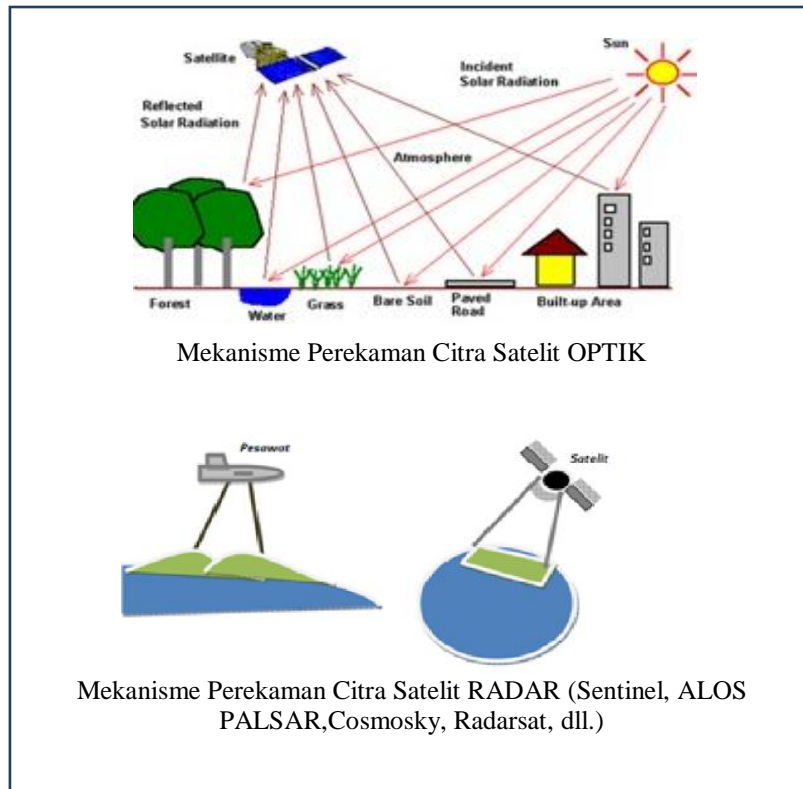 Satellite
Sun
Incident
Solar Radiation
Reflected
Solar Radiation
Atmosphere
Forest
Water
Grass
Bare Soil
Paved
Road
Built-up Area
Mekanisme Perekaman Citra Satelit OPTIK
Pesawat
Satelit
Mekanisme Perekaman Citra Satelit RADAR (Sentinel, ALOS
PALSAR,Cosmosky, Radarsat, dll.)